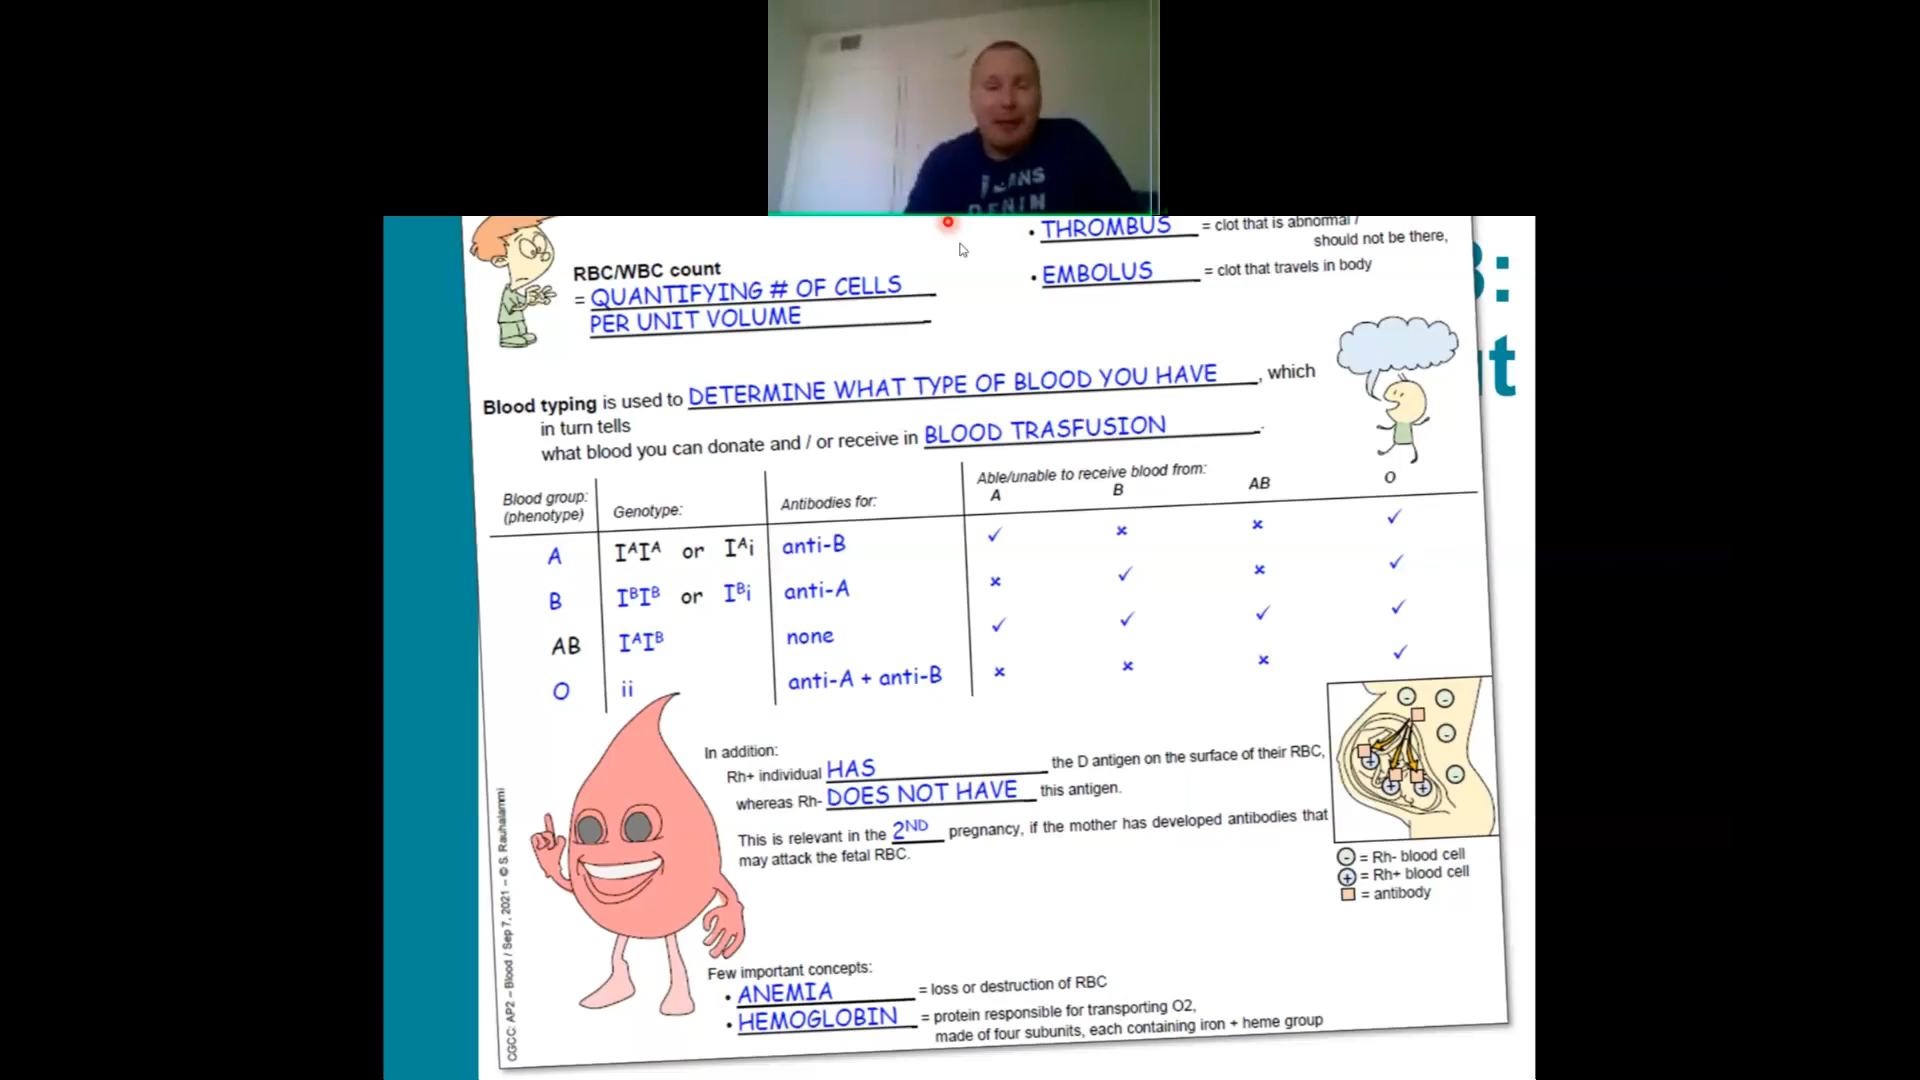 JEANS
DENIM
• THROMBUS = clot that is abnormal /
should not be there,
• EMBOLUS = clot that travels in body
RBC/WBC count
= QUANTIFYING # OF CELLS
PER UNIT VOLUME
Blood typing is used to DETERMINE WHAT TYPE OF BLOOD YOU HAVE, which
in turn tells
what blood you can donate and / or receive in BLOOD TRASFUSION.
Blood group:
(phenotype)
Genotype:
Antibodies for:
Able/unable to receive blood from:
A B AB O
A IᴬIᴬ or Iᴬi anti-B ✓ × × ✓
B IᴮIᴮ or Iᴮi anti-A × ✓ × ✓
AB IᴬIᴮ none ✓ ✓ ✓ ✓
O ii anti-A + anti-B × × × ✓
In addition:
Rh+ individual HAS the D antigen on the surface of their RBC,
whereas Rh- DOES NOT HAVE this antigen.
This is relevant in the 2ND pregnancy, if the mother has developed antibodies that
may attack the fetal RBC.
- = Rh- blood cell
+ = Rh+ blood cell
= antibody
Few important concepts:
• ANEMIA = loss or destruction of RBC
• HEMOGLOBIN = protein responsible for transporting O2,
made of four subunits, each containing iron + heme group
CGCC: AP2 – Blood / Sep 7, 2021 – © S. Rauhalammi